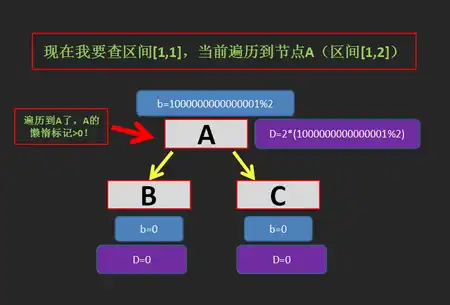 现在我要查区间[1,1]，当前遍历到节点A（区间[1,2]）
b=1000000000000001%2
遍历到A了，A的
懒惰标记>0！
A
D=2*(1000000000000001%2)
B
C
b=0
b=0
D=0
D=0